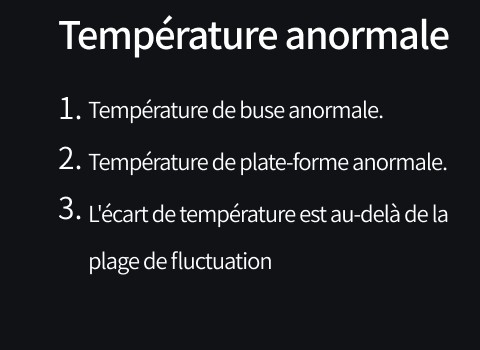 Température anormale
1. Température de buse anormale.
2. Température de plate-forme anormale.
3. L'écart de température est au-delà de la
plage de fluctuation